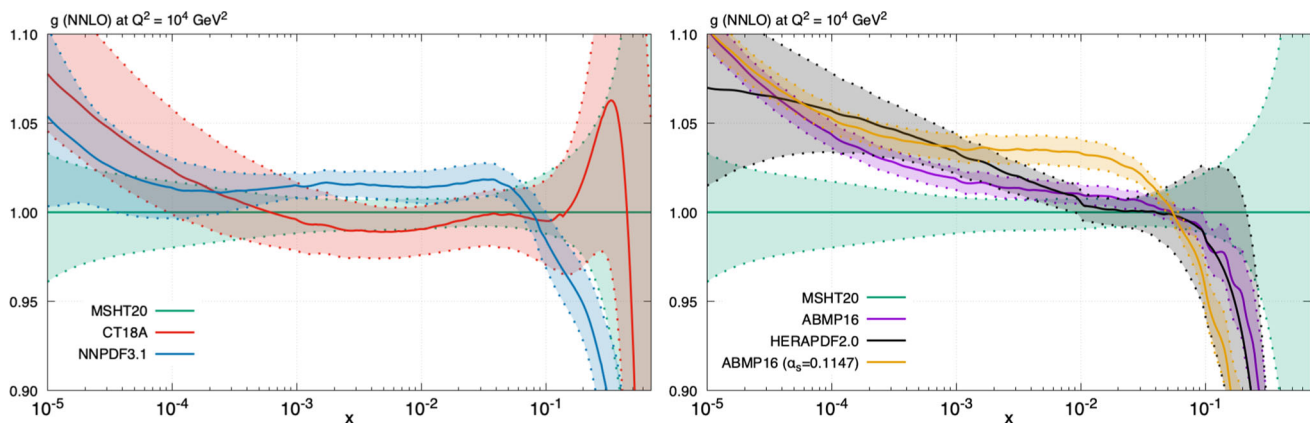 g (NNLO) at Q² = 10⁴ GeV²
1.10
1.05
1.00
0.95
0.90
MSHT20
CT18A
NNPDF3.1
10⁻⁵ 10⁻⁴ 10⁻³ 10⁻² 10⁻¹
x
g (NNLO) at Q² = 10⁴ GeV²
1.10
1.05
1.00
0.95
0.90
MSHT20
ABMP16
HERAPDF2.0
ABMP16 (αₛ=0.1147)
10⁻⁵ 10⁻⁴ 10⁻³ 10⁻² 10⁻¹
x